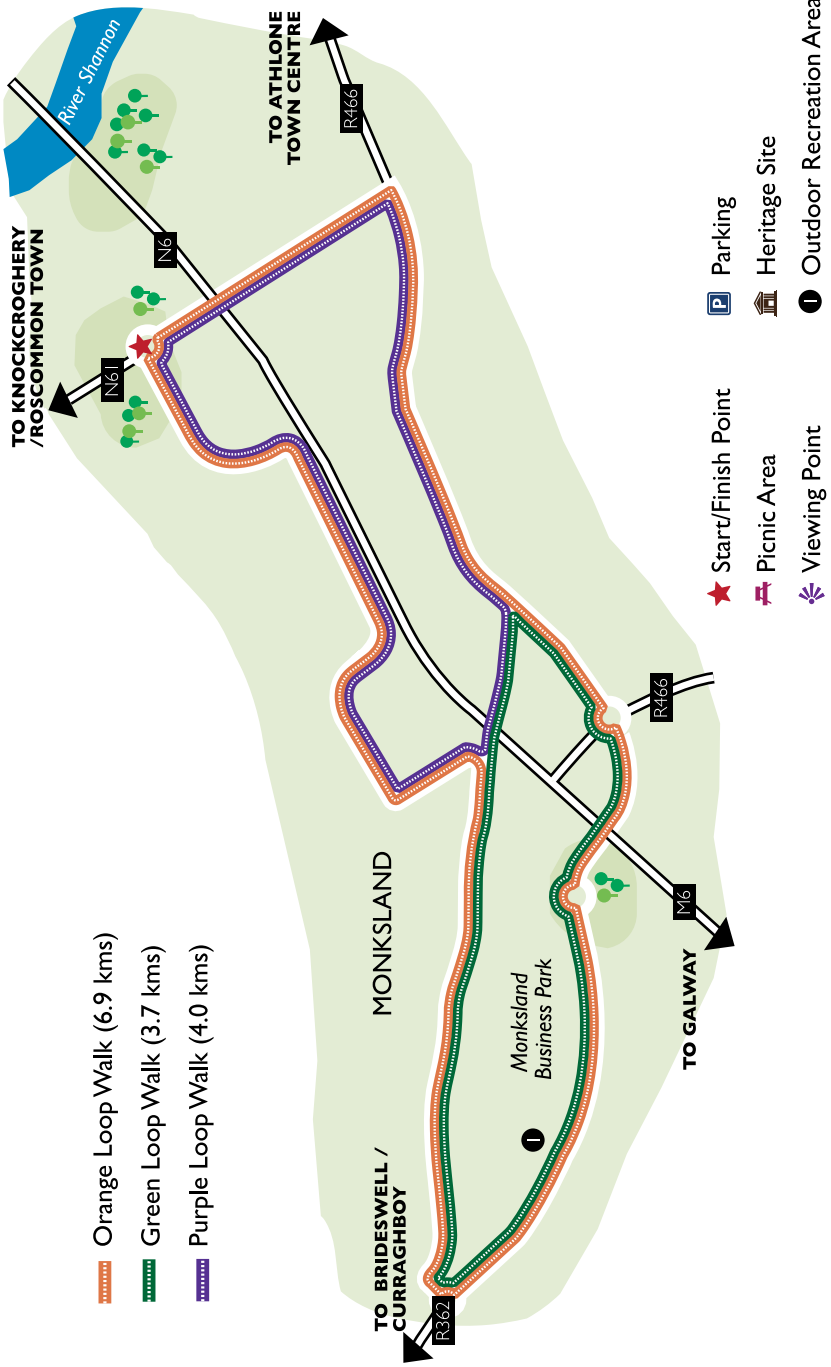 Orange Loop Walk (6.9 kms)
Green Loop Walk (3.7 kms)
Purple Loop Walk (4.0 kms)
TO KNOCKCROGHERY
/ROSCOMMON TOWN
N61
N6
River Shannon
TO ATHLONE
TOWN CENTRE
R466
MONKSLAND
TO BRIDESWELL /
CURRAGHBOY
R362
Monksland
Business Park
1
R466
M6
TO GALWAY
Start/Finish Point
Picnic Area
Viewing Point
P Parking
Heritage Site
1 Outdoor Recreation Area